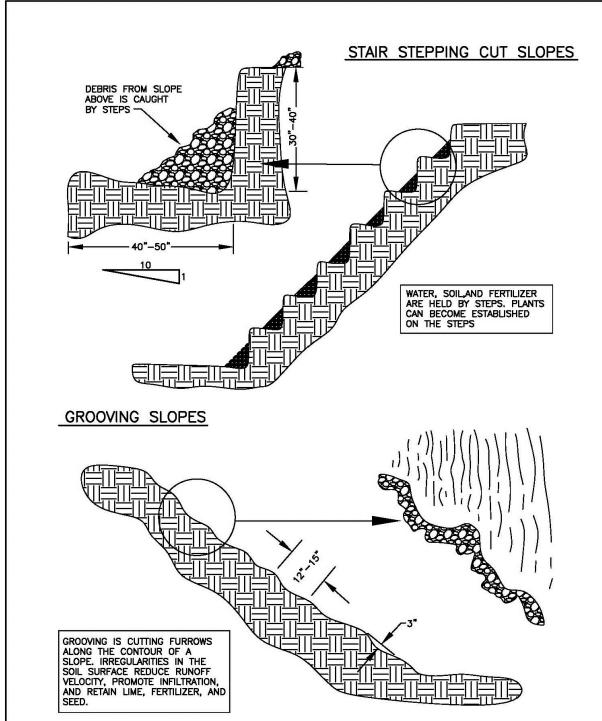 STAIR STEPPING CUT SLOPES
DEBRIS FROM SLOPE
ABOVE IS CAUGHT
BY STEPS
30"-40"
40"-50"
10
1
WATER, SOIL,AND FERTILIZER
ARE HELD BY STEPS. PLANTS
CAN BECOME ESTABLISHED
ON THE STEPS
GROOVING SLOPES
12"-15"
3"
GROOVING IS CUTTING FURROWS
ALONG THE CONTOUR OF A
SLOPE. IRREGULARITIES IN THE
SOIL SURFACE REDUCE RUNOFF
VELOCITY, PROMOTE INFILTRATION,
AND RETAIN LIME, FERTILIZER, AND
SEED.